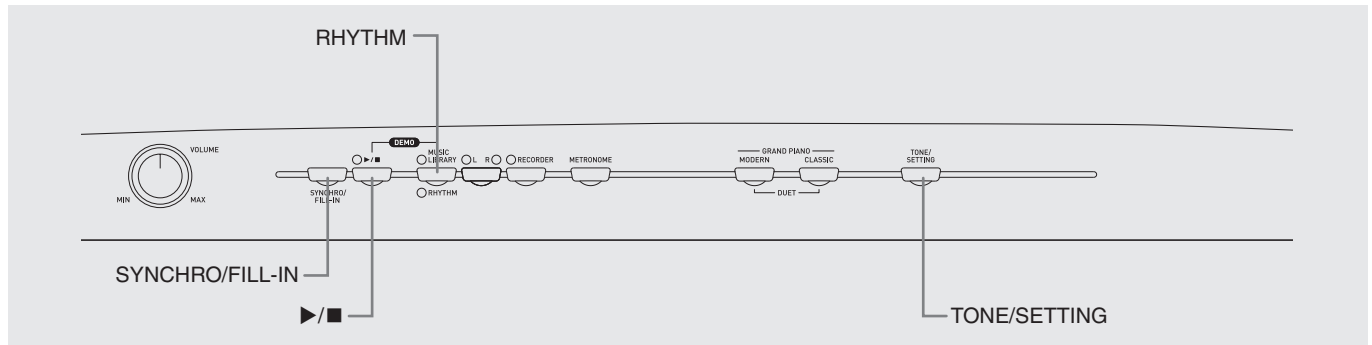 RHYTHM
DEMO
VOLUME
MIN
MAX
▶/■
MUSIC
LIBRARY
L R
RECORDER
METRONOME
GRAND PIANO
MODERN CLASSIC
TONE/
SETTING
SYNCHRO/
FILL-IN
RHYTHM
DUET
SYNCHRO/FILL-IN
▶/■
TONE/SETTING